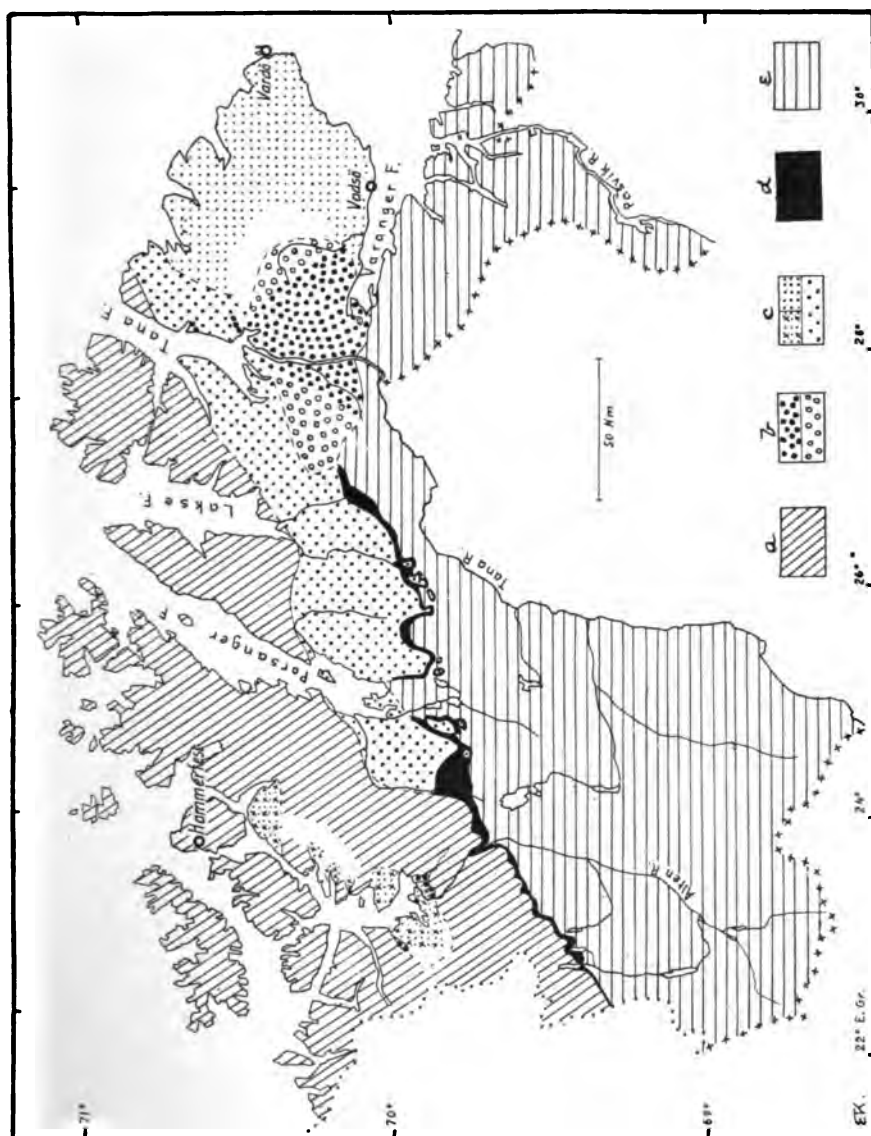 71°
70°
69°
Hammerfest
Porsanger F.
Lakse F.
Tana F.
Vardö
Vadsö
Varanger F.
Pasvik R.
Tana R.
Alten R.
50 Km
22° E. Gr.
24°
26°
28°
30°
a
b
c
d
e